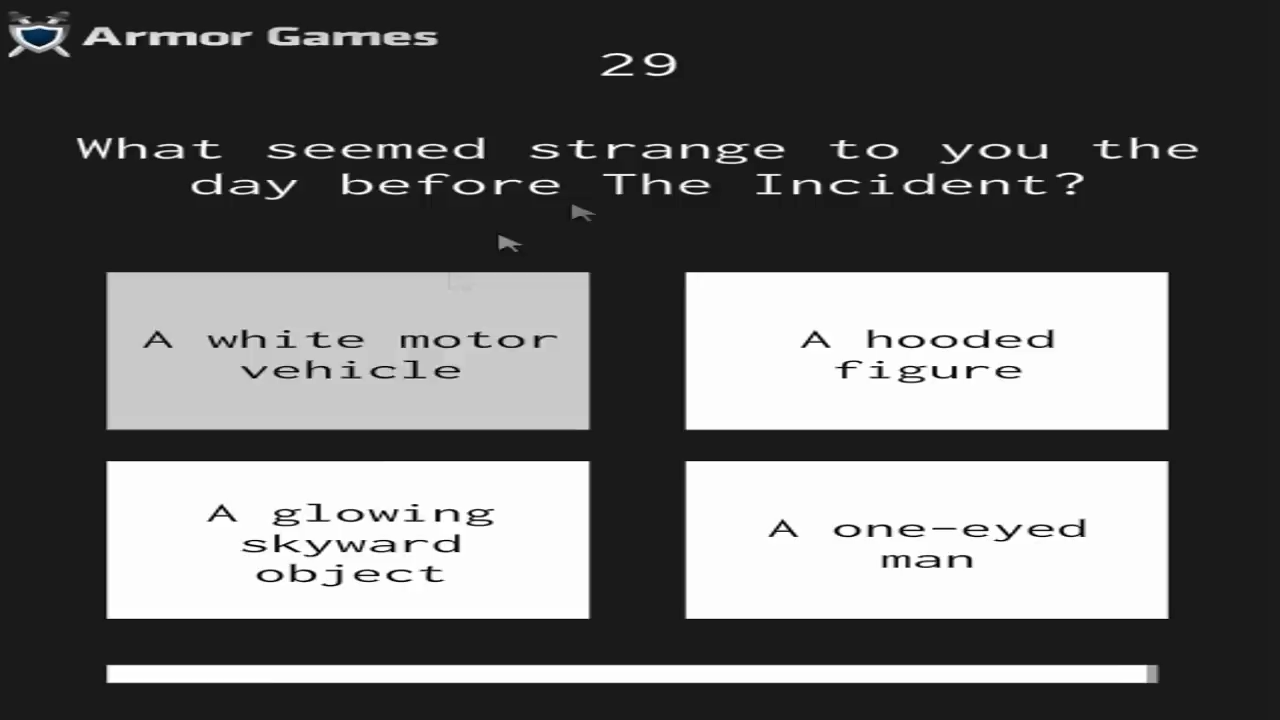 Armor Games
29
What seemed strange to you the
day before The Incident?
A white motor
vehicle
A hooded
figure
A glowing
skyward
object
A one-eyed
man